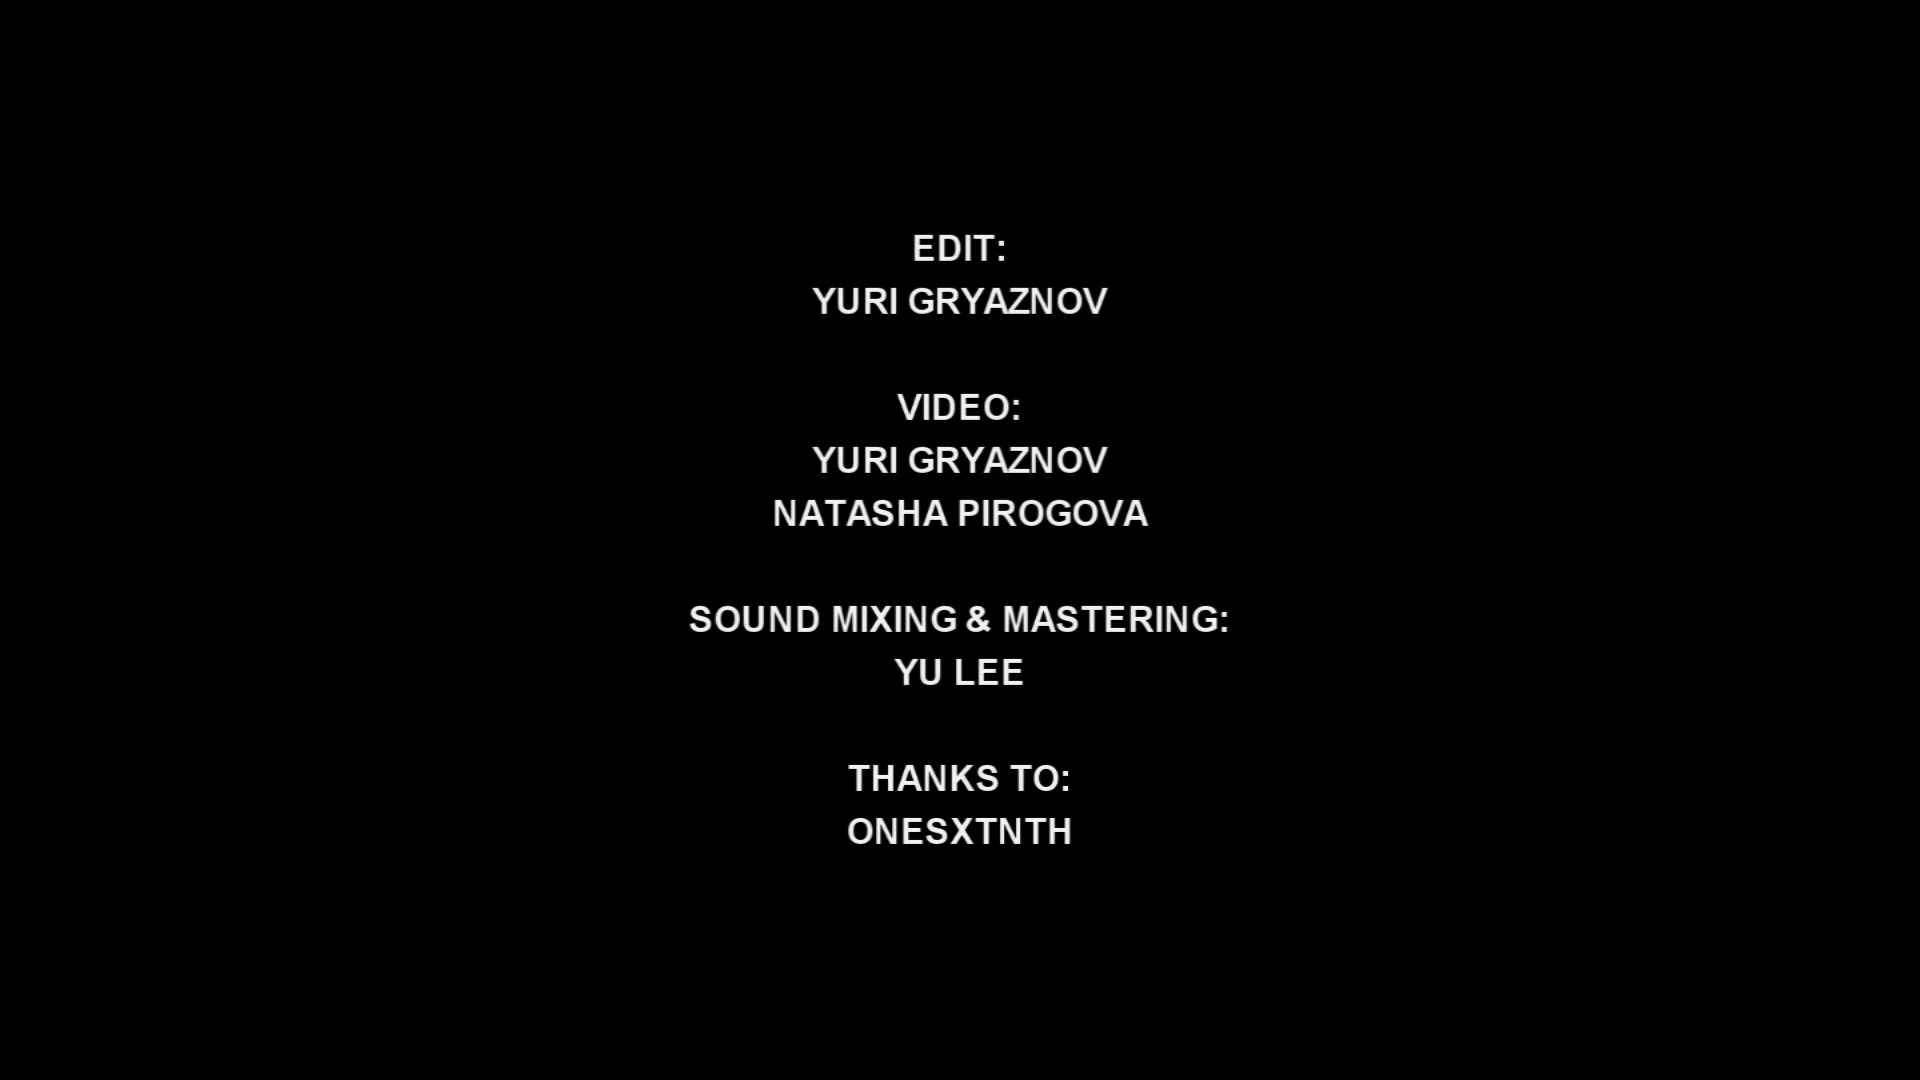 EDIT:
YURI GRYAZNOV
VIDEO:
YURI GRYAZNOV
NATASHA PIROGOVA
SOUND MIXING & MASTERING:
YU LEE
THANKS TO:
ONESXTNTH